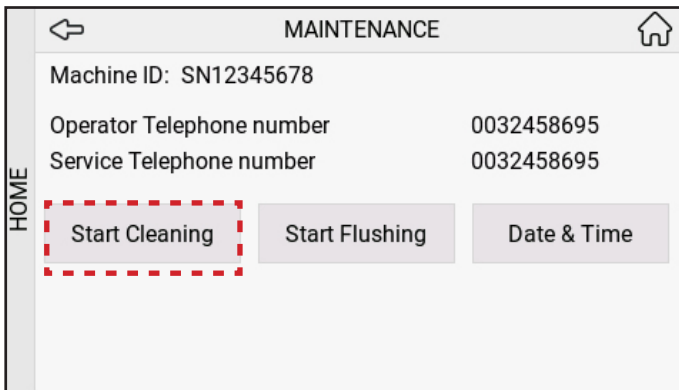 MAINTENANCE
Machine ID: SN12345678
Operator Telephone number 0032458695
Service Telephone number 0032458695
HOME
Start Cleaning Start Flushing Date & Time